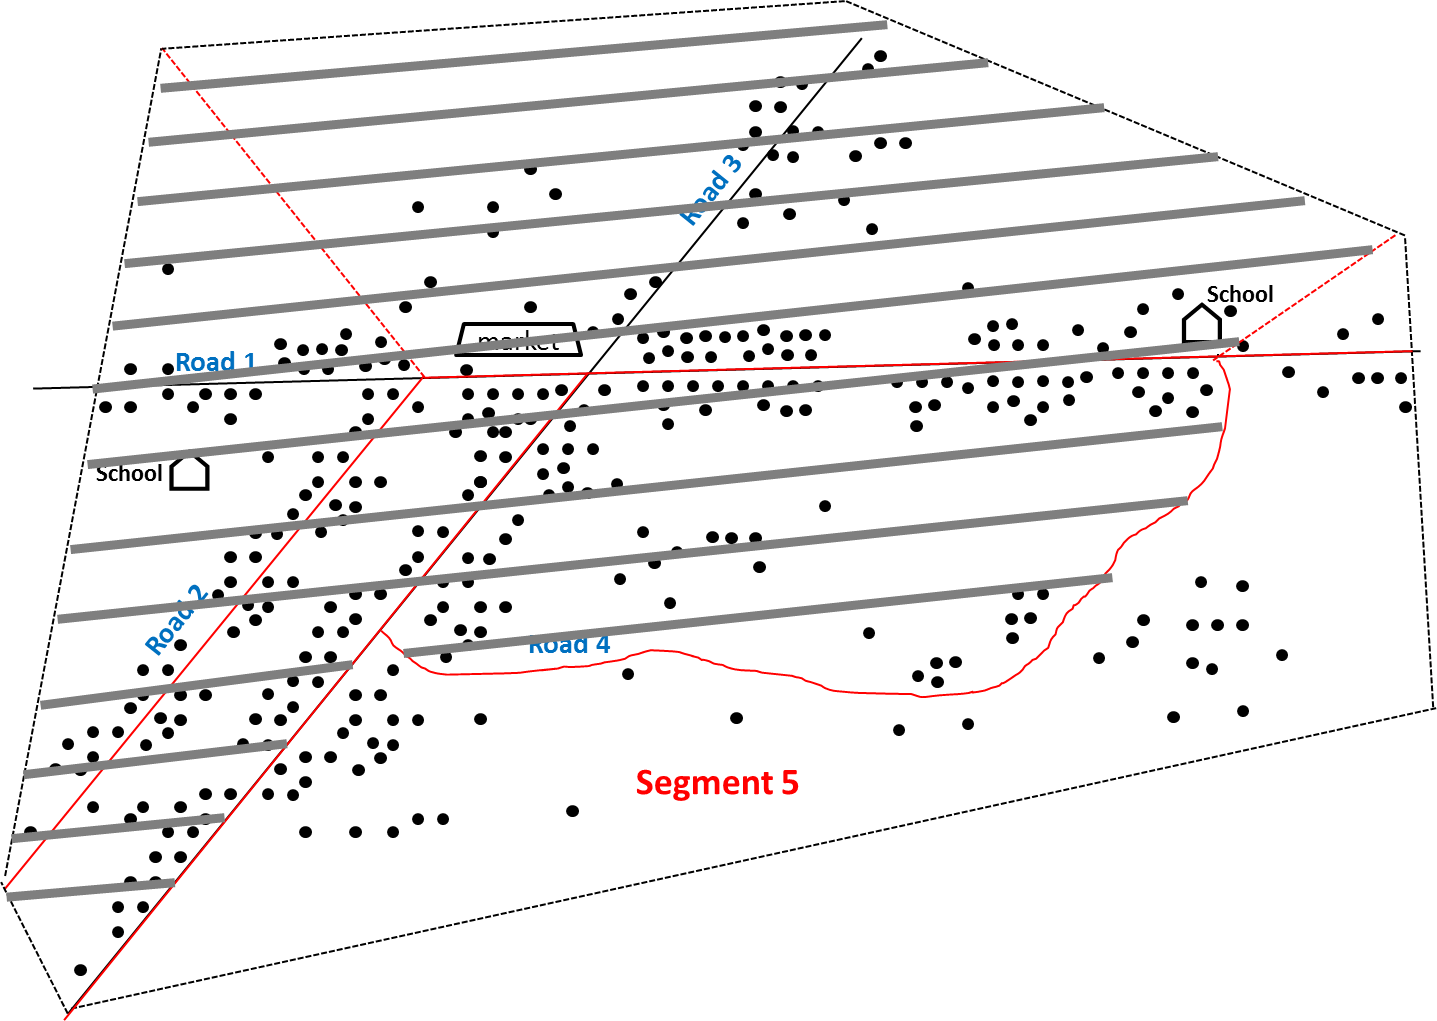 Road 3
School
market
Road 1
School
Road 2
Road 4
Segment 5